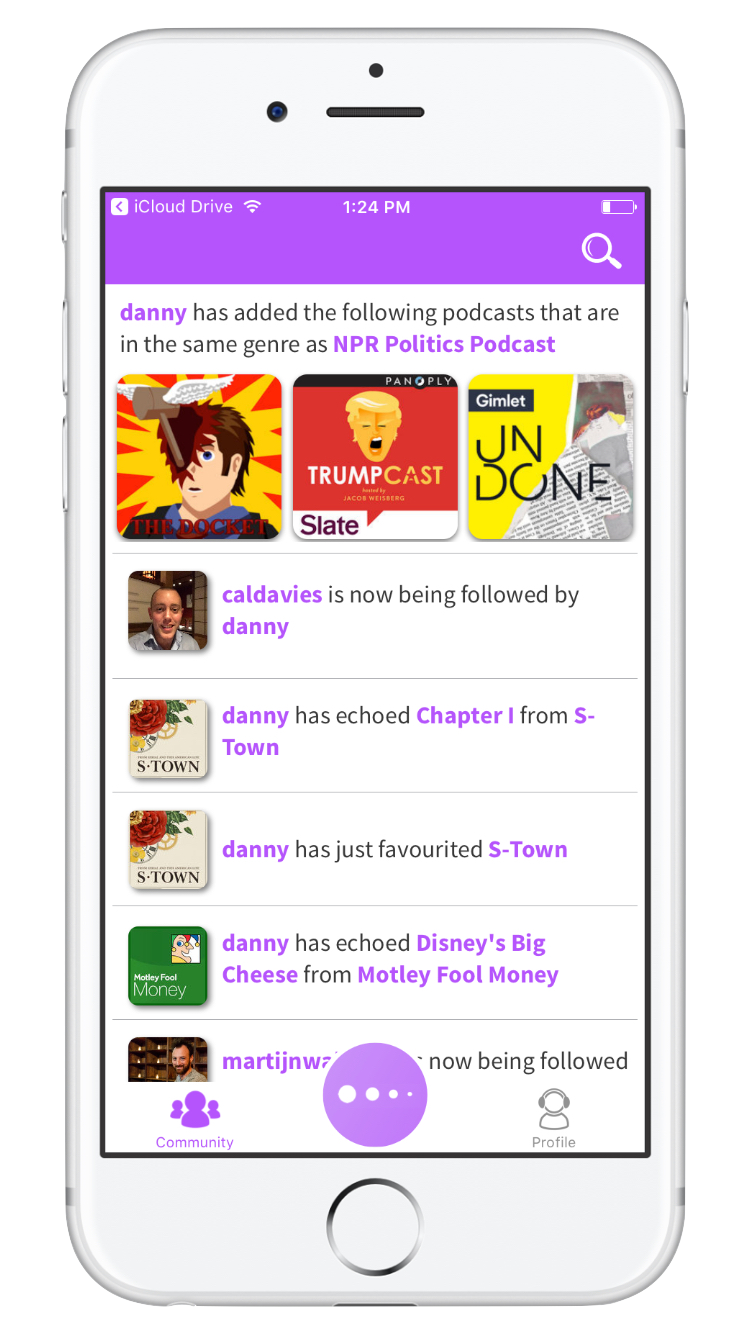 iCloud Drive
1:24 PM
danny has added the following podcasts that are
in the same genre as NPR Politics Podcast
THE DOCKET
PANOPLY
TRUMPCAST
hosted by
JACOB WEISBERG
Slate
Gimlet
UN
DONE
caldavies is now being followed by
danny
danny has echoed Chapter I from S-
Town
S·TOWN
danny has just favourited S-Town
S·TOWN
danny has echoed Disney's Big
Cheese from Motley Fool Money
Motley Fool
Money
now being followed
Community
Profile